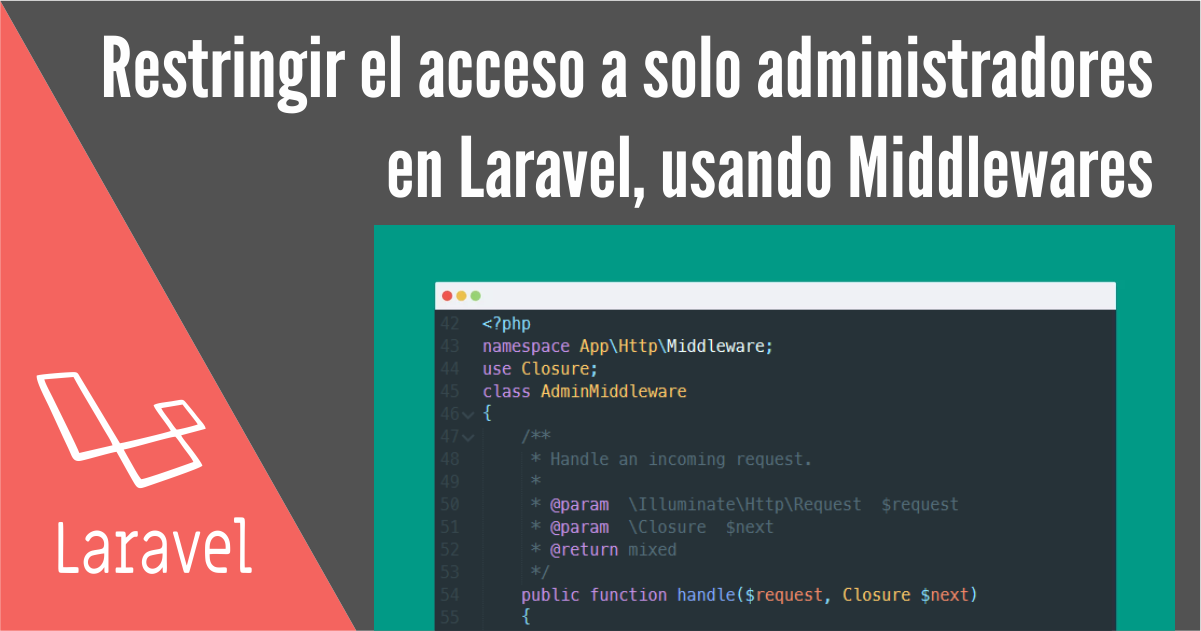 Restringir el acceso a solo administradores
en Laravel, usando Middlewares
Laravel
42 <?php
43 namespace App\Http\Middleware;
44 use Closure;
45 class AdminMiddleware
46 {
47 /**
48 * Handle an incoming request.
49 *
50 * @param  \Illuminate\Http\Request  $request
51 * @param  \Closure  $next
52 * @return mixed
53 */
54 public function handle($request, Closure $next)
55 {